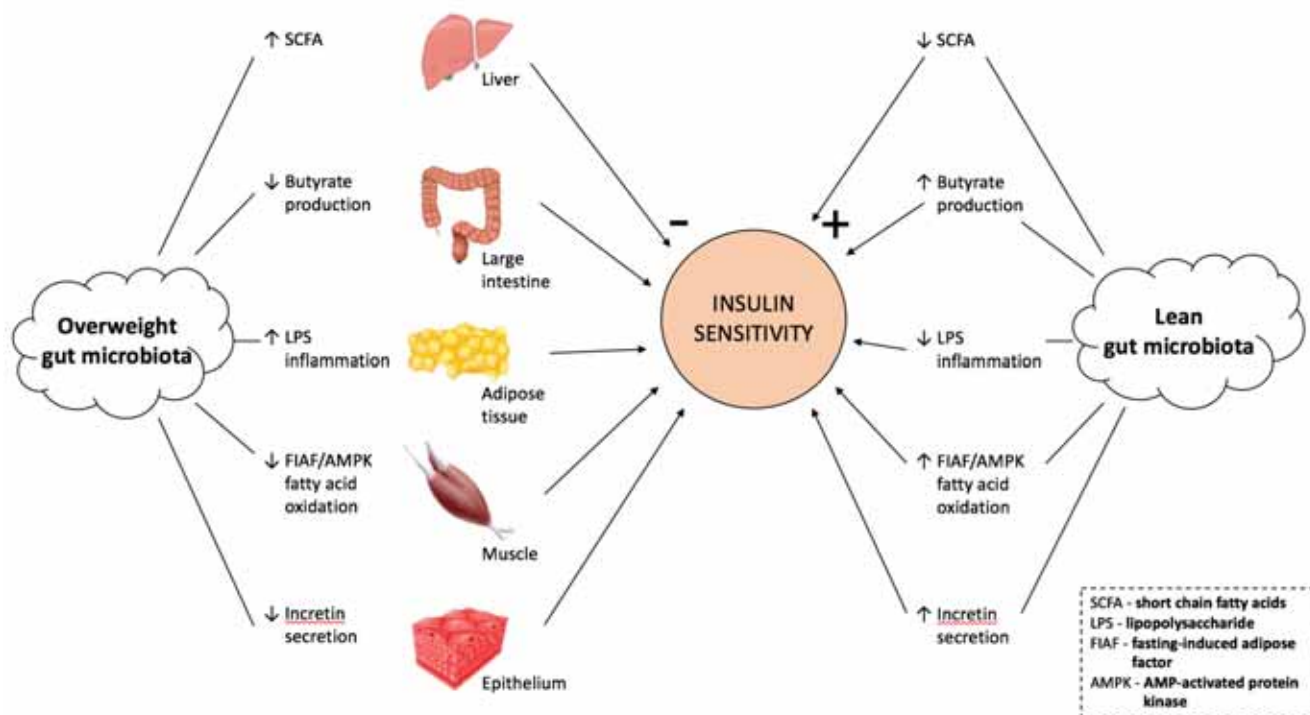 ↑ SCFA
Liver
↓ SCFA
↓ Butyrate
production
Large
intestine
–
+
↑ Butyrate
production
Overweight
gut microbiota
↑ LPS
inflammation
Adipose
tissue
INSULIN
SENSITIVITY
↓ LPS
inflammation
Lean
gut microbiota
↓ FIAF/AMPK
fatty acid
oxidation
Muscle
↑ FIAF/AMPK
fatty acid
oxidation
↓ Incretin
secretion
Epithelium
↑ Incretin
secretion
SCFA - short chain fatty acids
LPS - lipopolysaccharide
FIAF - fasting-induced adipose
factor
AMPK - AMP-activated protein
kinase